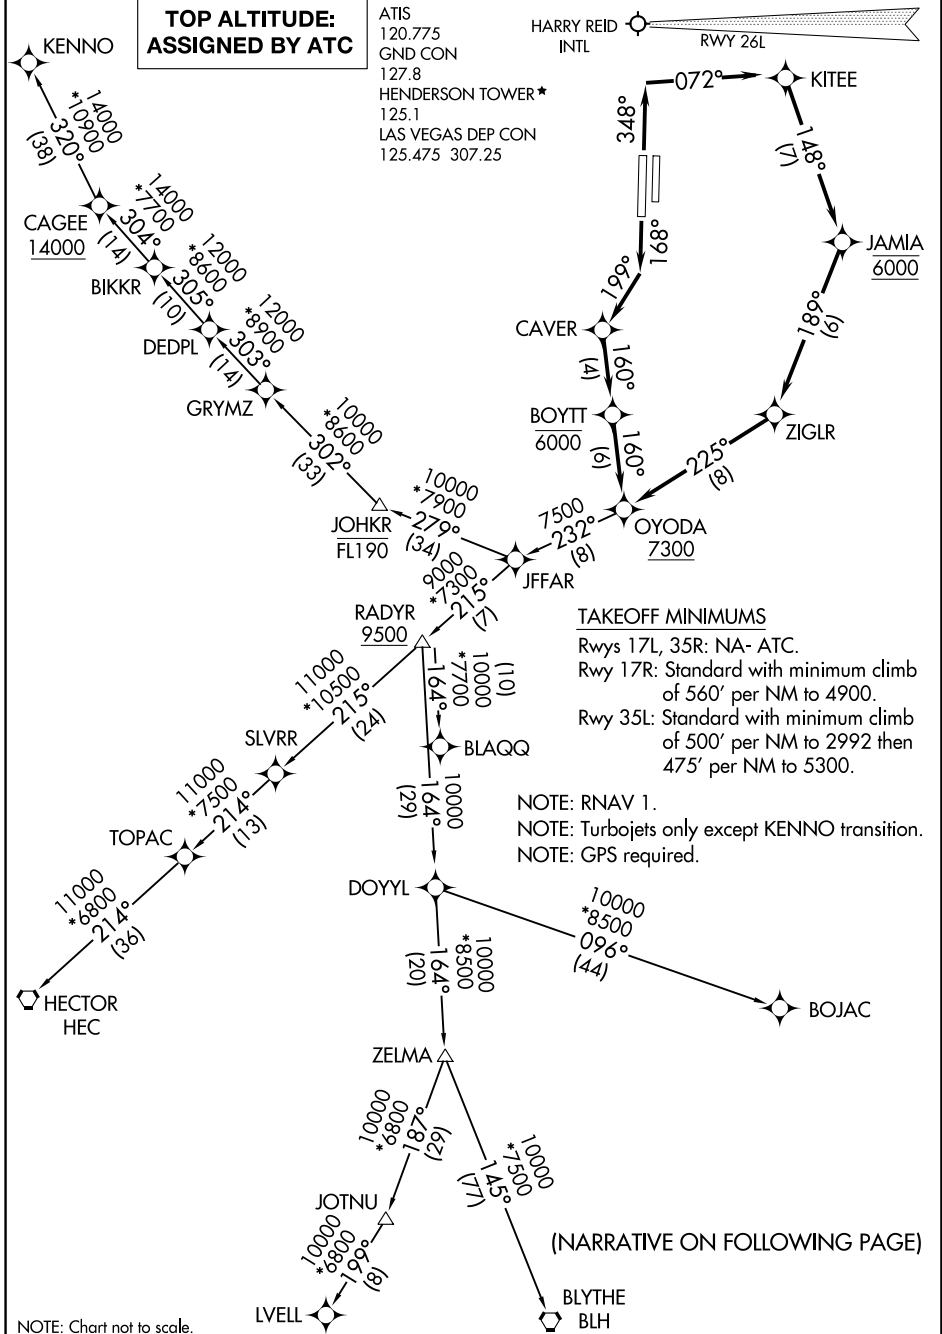 TOP ALTITUDE:
ASSIGNED BY ATC
ATIS
120.775
GND CON
127.8
HENDERSON TOWER★
125.1
LAS VEGAS DEP CON
125.475 307.25
HARRY REID
INTL
RWY 26L
KENNO
14000
*10900
320°
(38)
CAGEE
14000
14000
*7700
304°
(14)
BIKKR
12000
*8600
305°
(10)
DEDPL
12000
*8900
303°
(14)
GRYMZ
10000
*8600
302°
(33)
JOHKR
FL190
10000
*7900
279°
(34)
JFFAR
348°
072°
KITEE
148°
(7)
JAMIA
6000
189°
(6)
ZIGLR
225°
(8)
168°
199°
CAVER
160°
(4)
BOYTT
6000
160°
(6)
OYODA
7300
7500
232°
(8)
9000
*7300
215°
(7)
RADYR
9500
11000
*10500
215°
(24)
SLVRR
11000
*7500
214°
(13)
TOPAC
11000
*6800
214°
(36)
HECTOR
HEC
(10)
10000
*7700
164°
BLAQQ
10000
164°
(29)
DOYYL
10000
*8500
096°
(44)
BOJAC
10000
*8500
164°
(20)
ZELMA
10000
*6800
187°
(29)
JOTNU
10000
*6800
199°
(8)
LVELL
10000
*7500
145°
(77)
BLYTHE
BLH
TAKEOFF MINIMUMS
Rwys 17L, 35R: NA- ATC.
Rwy 17R: Standard with minimum climb
of 560' per NM to 4900.
Rwy 35L: Standard with minimum climb
of 500' per NM to 2992 then
475' per NM to 5300.
NOTE: RNAV 1.
NOTE: Turbojets only except KENNO transition.
NOTE: GPS required.
(NARRATIVE ON FOLLOWING PAGE)
NOTE: Chart not to scale.